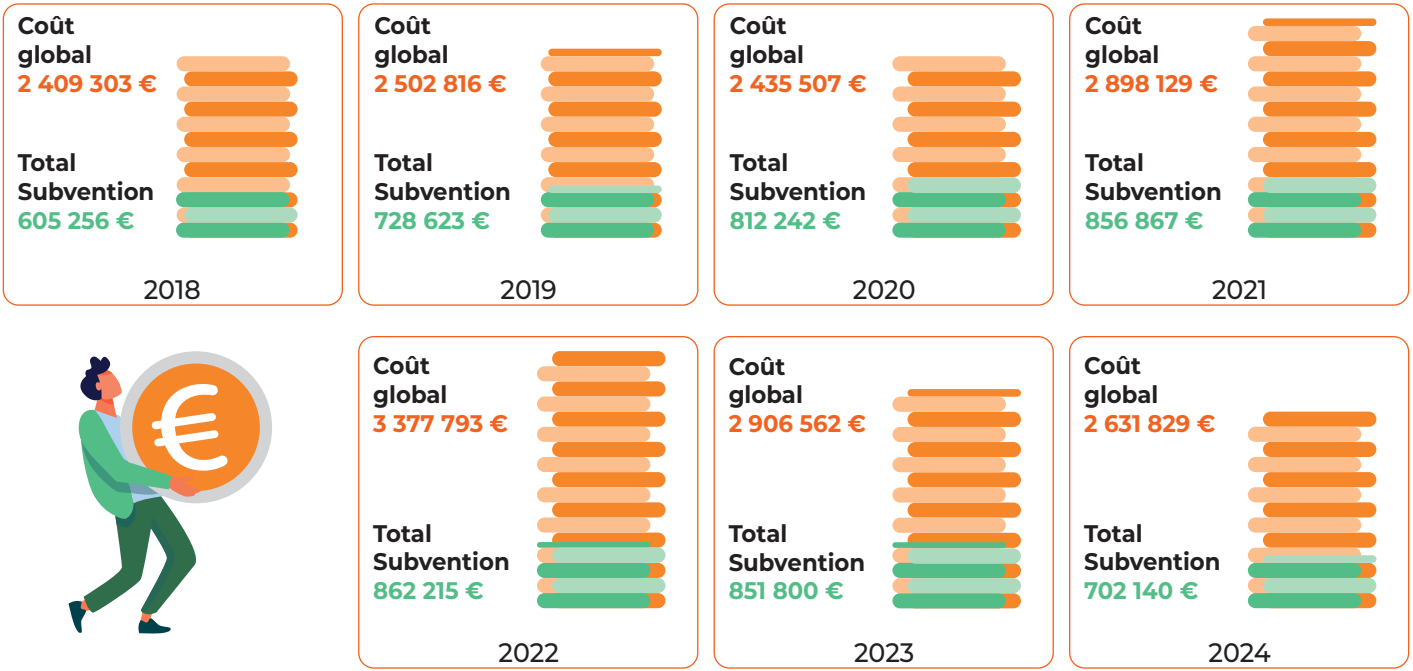 Coût
global
2 409 303 €
Total
Subvention
605 256 €
2018
Coût
global
2 502 816 €
Total
Subvention
728 623 €
2019
Coût
global
2 435 507 €
Total
Subvention
812 242 €
2020
Coût
global
2 898 129 €
Total
Subvention
856 867 €
2021
€
Coût
global
3 377 793 €
Total
Subvention
862 215 €
2022
Coût
global
2 906 562 €
Total
Subvention
851 800 €
2023
Coût
global
2 631 829 €
Total
Subvention
702 140 €
2024